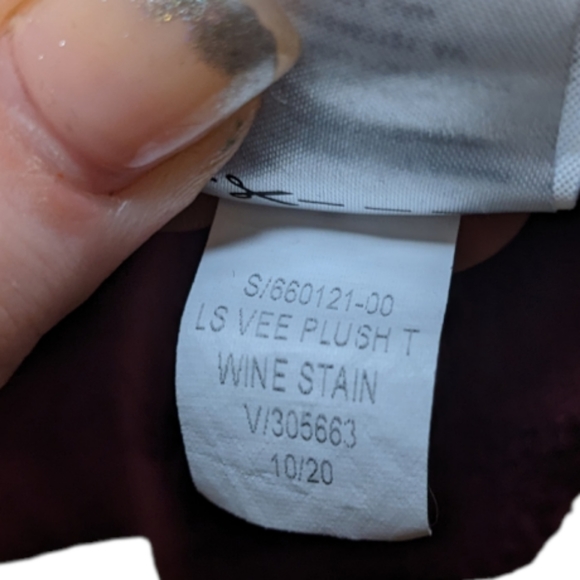 S/660121-00
LS VEE PLUSH T
WINE STAIN
V/305663
10/20